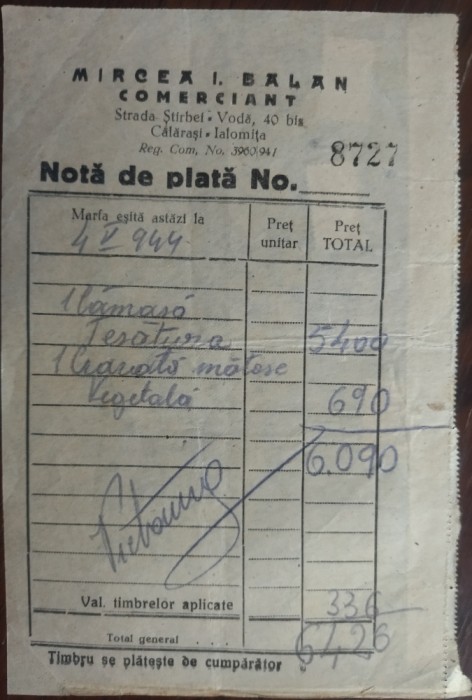 MIRCEA I. BALAN
COMERCIANT
Strada Știrbei-Vodă, 40 bis
Călărași-Ialomița
Reg. Com. No. 3960/941
8727
Notă de plată No.
Marfa eșită astăzi la
4 V 944
Preț unitar
Preț TOTAL
1 Cămașă
Țesătura 5400
1 Cravată mătase
Vegetală 690
6.090
Val. timbrelor aplicate 336
Total general . . . 6426
Timbru se plătește de cumpărător